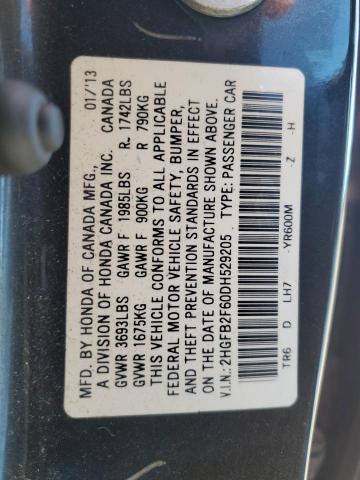 MFD. BY HONDA OF CANADA MFG., 01/13
A DIVISION OF HONDA CANADA INC. CANADA
GVWR 3693LBS GAWR F 1985LBS R 1742LBS
GVWR 1675KG GAWR F 900KG R 790KG
THIS VEHICLE CONFORMS TO ALL APPLICABLE
FEDERAL MOTOR VEHICLE SAFETY, BUMPER,
AND THEFT PREVENTION STANDARDS IN EFFECT
ON THE DATE OF MANUFACTURE SHOWN ABOVE.
V.I.N.: 2HGFB2F60DH529205 TYPE: PASSENGER CAR
TR6 D LH7 -YR600M -Z -H